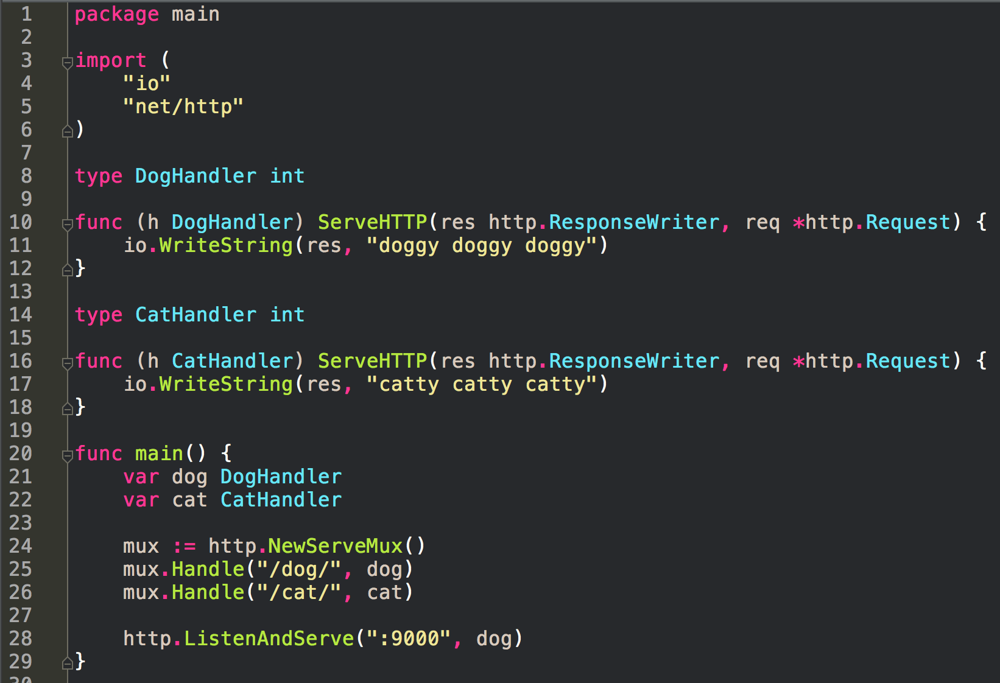 1 package main
2
3 import (
4     "io"
5     "net/http"
6 )
7
8 type DogHandler int
9
10 func (h DogHandler) ServeHTTP(res http.ResponseWriter, req *http.Request) {
11     io.WriteString(res, "doggy doggy doggy")
12 }
13
14 type CatHandler int
15
16 func (h CatHandler) ServeHTTP(res http.ResponseWriter, req *http.Request) {
17     io.WriteString(res, "catty catty catty")
18 }
19
20 func main() {
21     var dog DogHandler
22     var cat CatHandler
23
24     mux := http.NewServeMux()
25     mux.Handle("/dog/", dog)
26     mux.Handle("/cat/", cat)
27
28     http.ListenAndServe(":9000", dog)
29 }
30